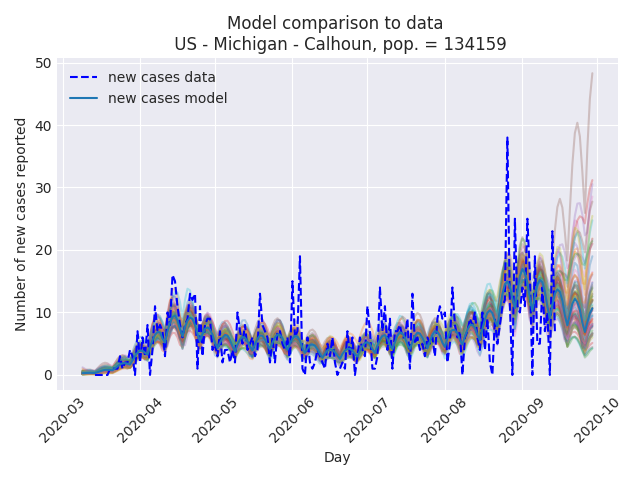 Model comparison to data
US - Michigan - Calhoun, pop. = 134159
new cases data
new cases model
Number of new cases reported
50
40
30
20
10
0
2020-03
2020-04
2020-05
2020-06
2020-07
2020-08
2020-09
2020-10
Day